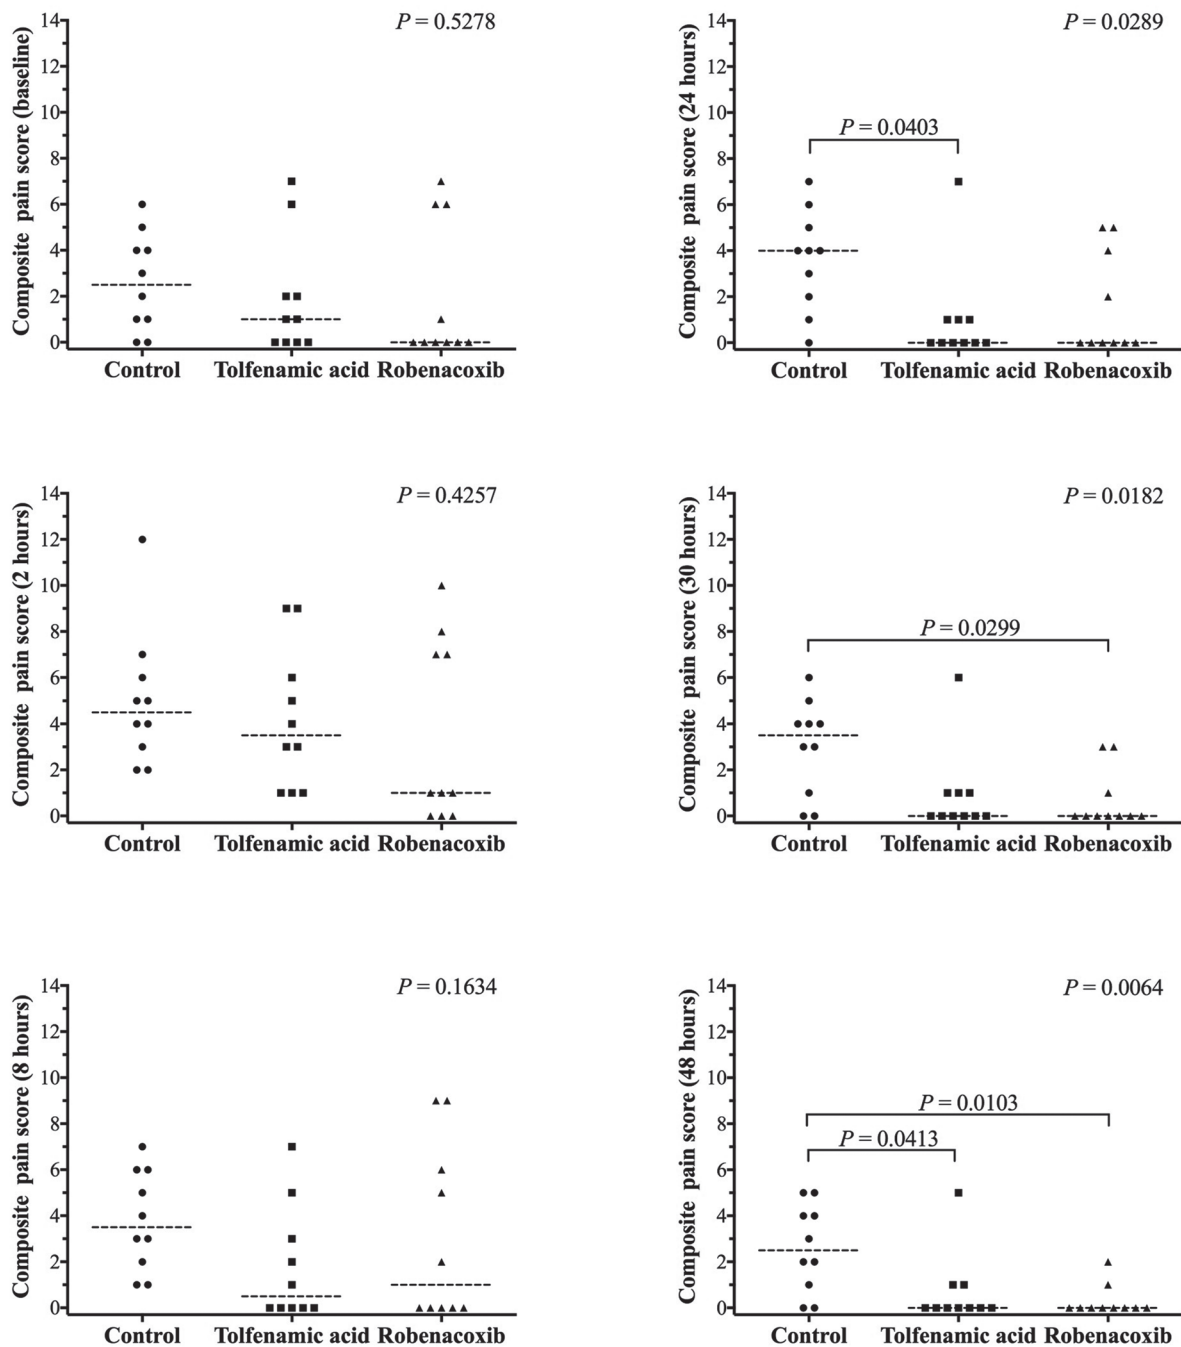 Composite pain score (baseline)
14
12
10
8
6
4
2
0
P = 0.5278
Control Tolfenamic acid Robenacoxib
Composite pain score (24 hours)
14
12
10
8
6
4
2
0
P = 0.0289
P = 0.0403
Control Tolfenamic acid Robenacoxib
Composite pain score (2 hours)
14
12
10
8
6
4
2
0
P = 0.4257
Control Tolfenamic acid Robenacoxib
Composite pain score (30 hours)
14
12
10
8
6
4
2
0
P = 0.0182
P = 0.0299
Control Tolfenamic acid Robenacoxib
Composite pain score (8 hours)
14
12
10
8
6
4
2
0
P = 0.1634
Control Tolfenamic acid Robenacoxib
Composite pain score (48 hours)
14
12
10
8
6
4
2
0
P = 0.0064
P = 0.0103
P = 0.0413
Control Tolfenamic acid Robenacoxib